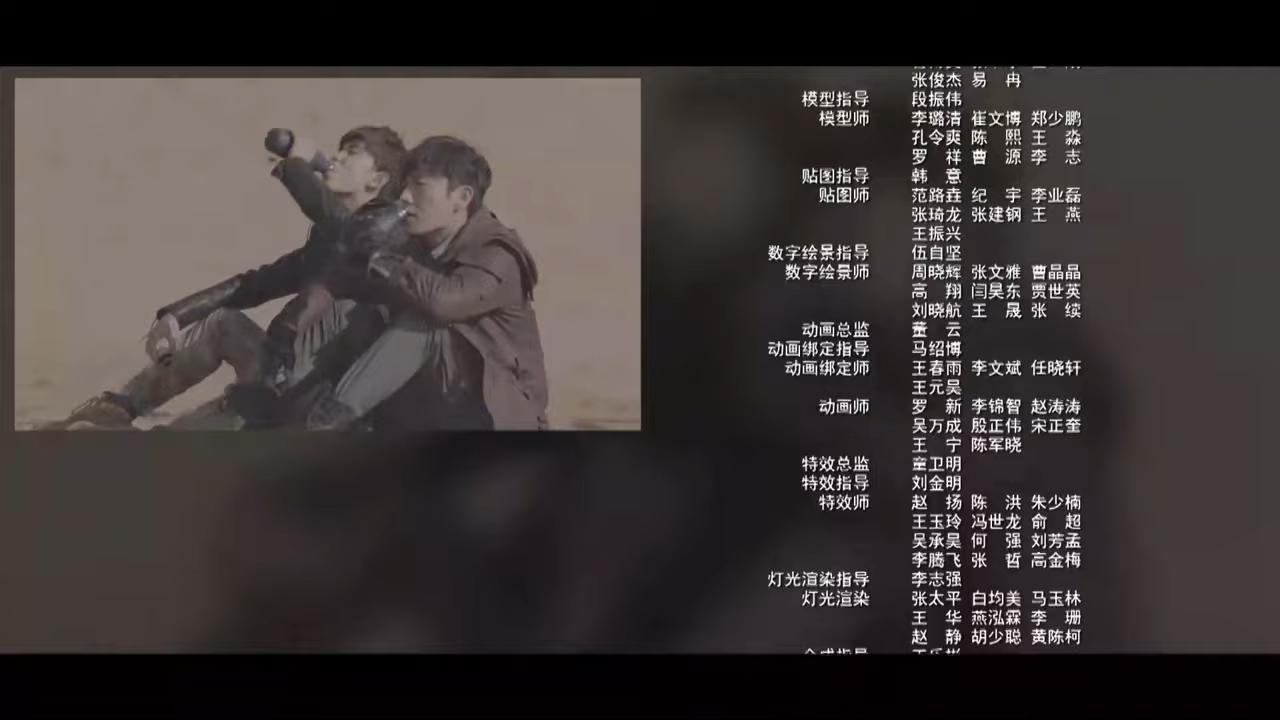 张俊杰 易 冉
模型指导 段振伟
模型师 李璐清 崔文博 郑少鹏
孔令爽 陈 熙 王 淼
罗 祥 曹 源 李 志
贴图指导 韩 意
贴图师 范路垚 纪 宇 李业磊
张琦龙 张建钢 王 燕
王振兴
数字绘景指导 伍自坚
数字绘景师 周晓辉 张文雅 曹晶晶
高 翔 闫昊东 贾世英
刘晓航 王 晟 张 续
动画总监 董 云
动画绑定指导 马绍博
动画绑定师 王春雨 李文斌 任晓轩
王元昊
动画师 罗 新 李锦智 赵涛涛
吴万成 殷正伟 宋正奎
王 宁 陈军晓
特效总监 童卫明
特效指导 刘金明
特效师 赵 扬 陈 洪 朱少楠
王玉玲 冯世龙 俞 超
吴承昊 何 强 刘芳孟
李腾飞 张 哲 高金梅
灯光渲染指导 李志强
灯光渲染 张太平 白均美 马玉林
王 华 燕泓霖 李 珊
赵 静 胡少聪 黄陈柯